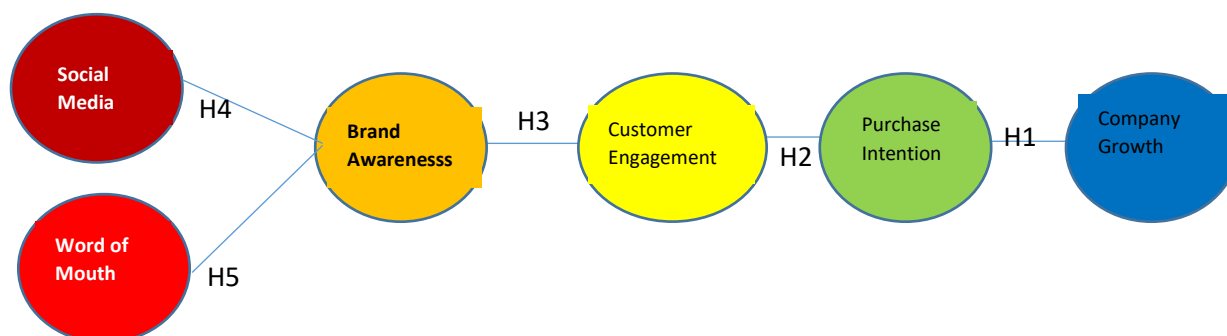 Social
Media
H4
Brand
Awarenesss
H3
Customer
Engagement
H2
Purchase
Intention
H1
Company
Growth
Word of
Mouth
H5